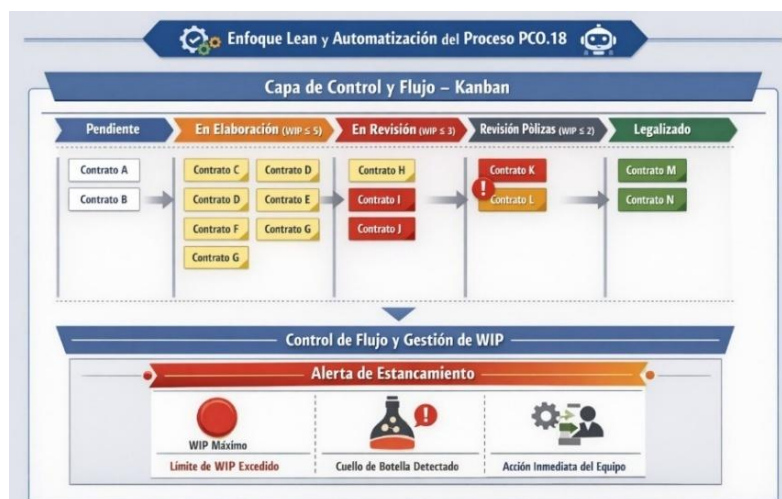 Enfoque Lean y Automatización del Proceso PCO.18
Capa de Control y Flujo – Kanban
Pendiente
En Elaboración (WIP ≤ 5)
En Revisión (WIP ≤ 3)
Revisión Pòlizas (WIP ≤ 2)
Legalizado
Contrato A
Contrato B
Contrato C
Contrato D
Contrato D
Contrato E
Contrato F
Contrato G
Contrato G
Contrato H
Contrato I
Contrato J
Contrato K
!
Contrato L
Contrato M
Contrato N
Control de Flujo y Gestión de WIP
Alerta de Estancamiento
WIP Máximo
Límite de WIP Excedido
!
Cuello de Botella Detectado
Acción Inmediata del Equipo